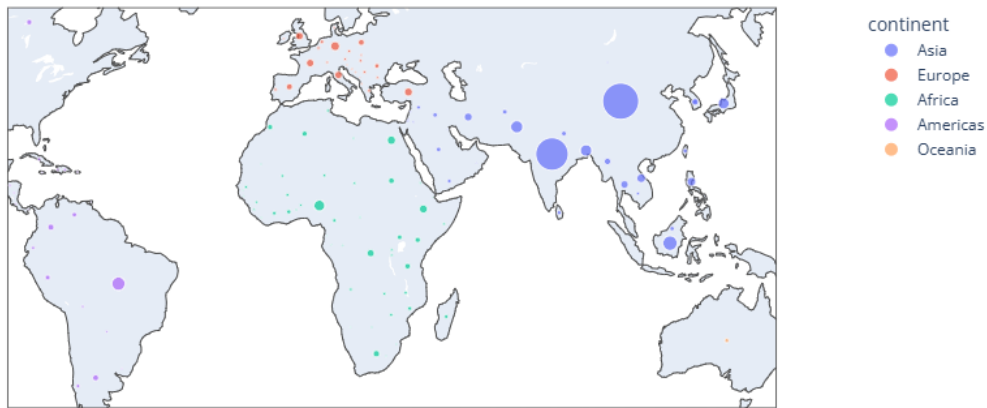 continent
Asia
Europe
Africa
Americas
Oceania